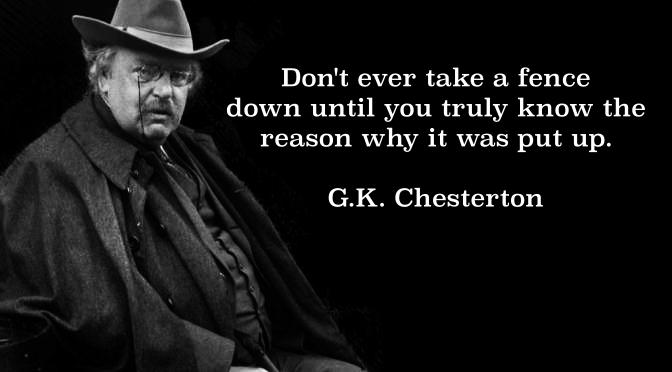 Don't ever take a fence
down until you truly know the
reason why it was put up.
G.K. Chesterton